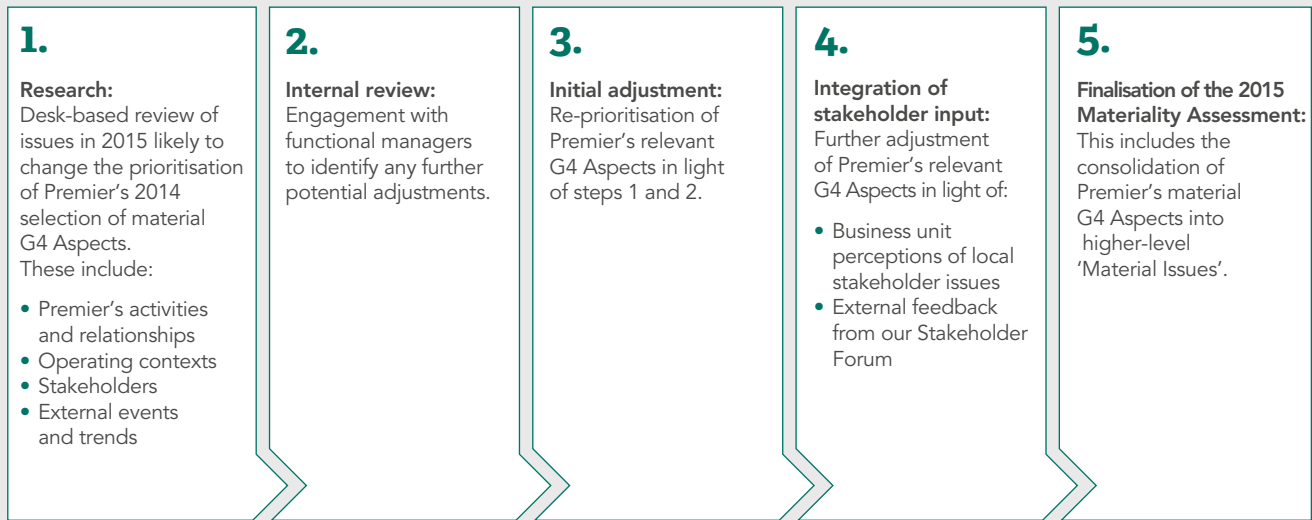 1.
Research:
Desk-based review of
issues in 2015 likely to
change the prioritisation
of Premier's 2014
selection of material
G4 Aspects.
These include:
• Premier's activities
and relationships
• Operating contexts
• Stakeholders
• External events
and trends
2.
Internal review:
Engagement with
functional managers
to identify any further
potential adjustments.
3.
Initial adjustment:
Re-prioritisation of
Premier's relevant
G4 Aspects in light
of steps 1 and 2.
4.
Integration of
stakeholder input:
Further adjustment
of Premier's relevant
G4 Aspects in light of:
• Business unit
perceptions of local
stakeholder issues
• External feedback
from our Stakeholder
Forum
5.
Finalisation of the 2015
Materiality Assessment:
This includes the
consolidation of
Premier's material
G4 Aspects into
higher-level
'Material Issues'.